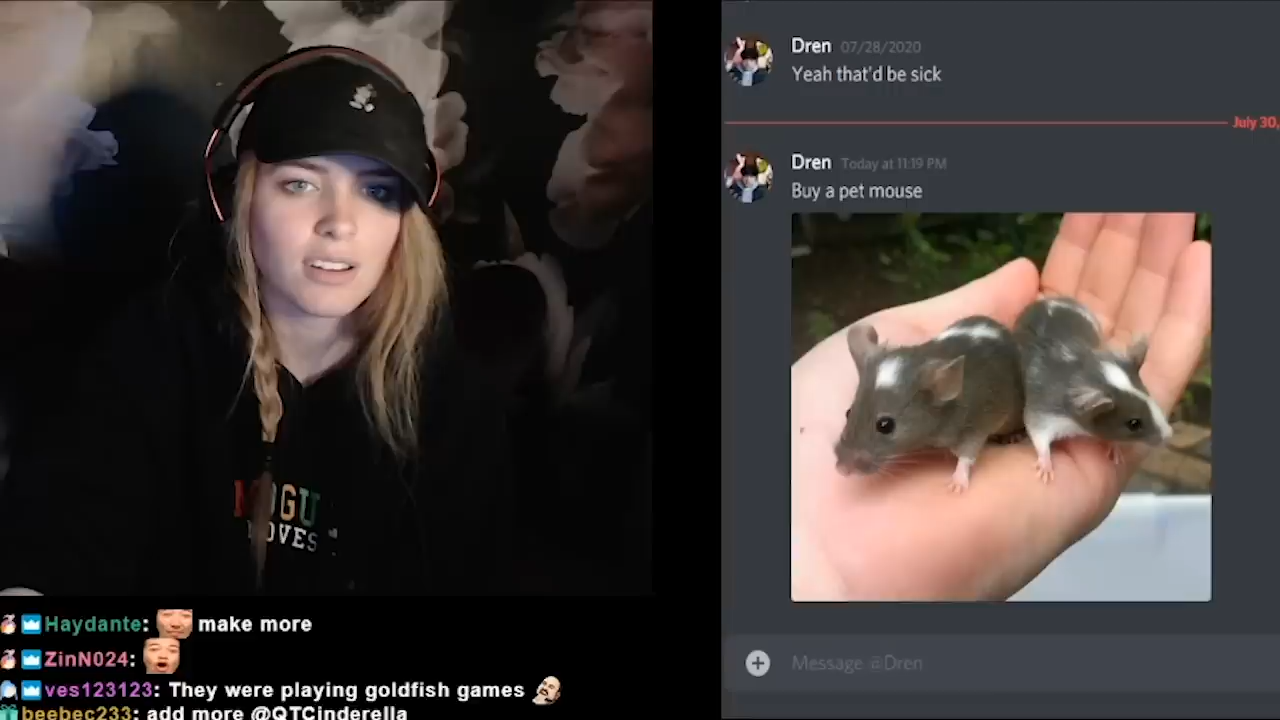 Dren 07/28/2020
Yeah that'd be sick
July 30,
Dren Today at 11:19 PM
Buy a pet mouse
Message @Dren
Haydante: make more
ZinN024:
ves123123: They were playing goldfish games
beebec233: add more @QTCinderella